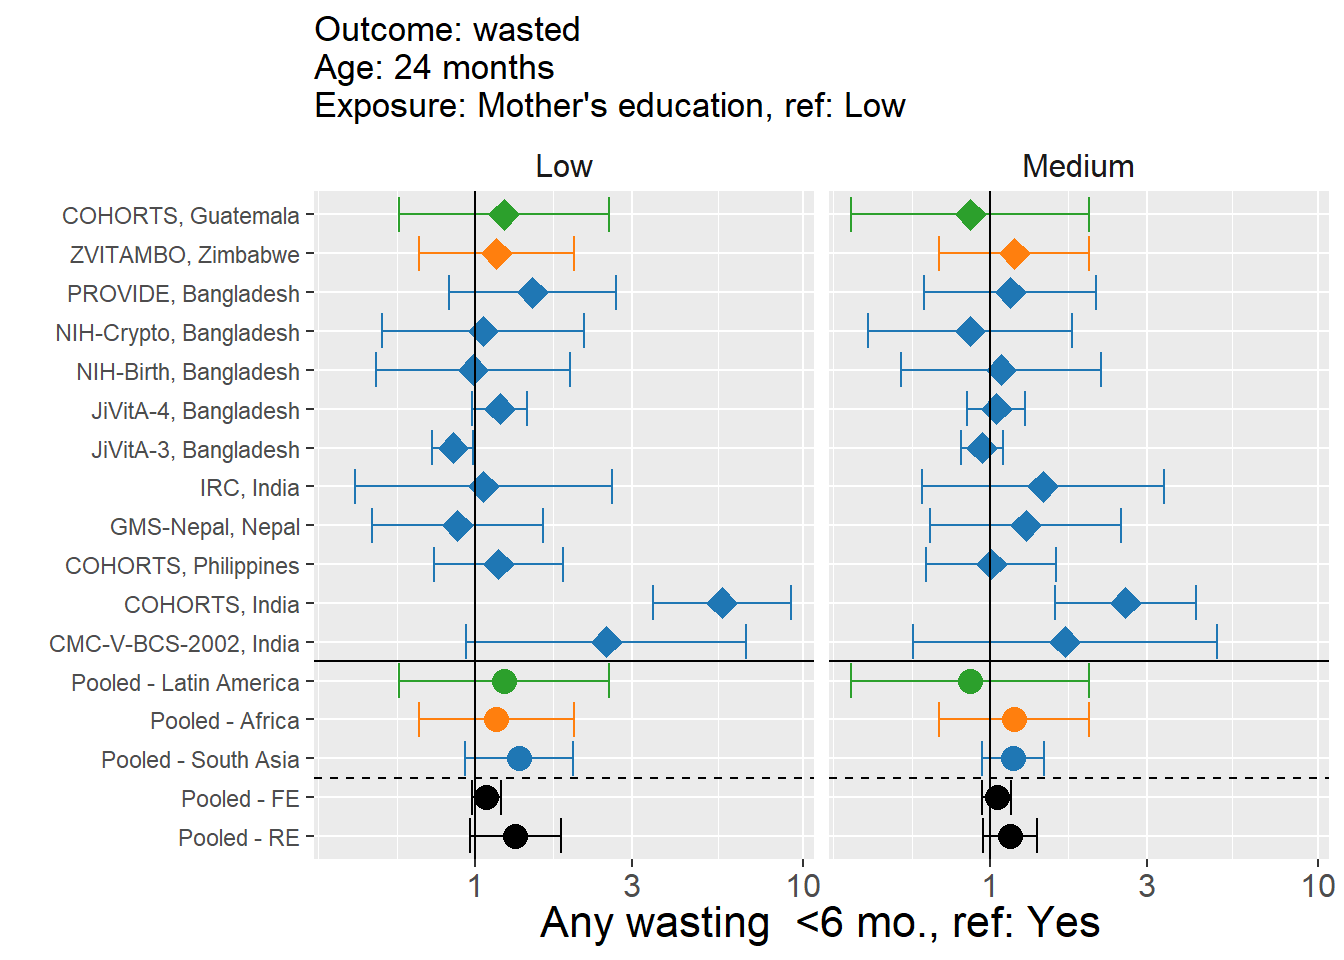 Outcome: wasted
Age: 24 months
Exposure: Mother's education, ref: Low
Low Medium
COHORTS, Guatemala
ZVITAMBO, Zimbabwe
PROVIDE, Bangladesh
NIH-Crypto, Bangladesh
NIH-Birth, Bangladesh
JiVitA-4, Bangladesh
JiVitA-3, Bangladesh
IRC, India
GMS-Nepal, Nepal
COHORTS, Philippines
COHORTS, India
CMC-V-BCS-2002, India
Pooled - Latin America
Pooled - Africa
Pooled - South Asia
Pooled - FE
Pooled - RE
1 3 10 1 3 10
Any wasting  <6 mo., ref: Yes